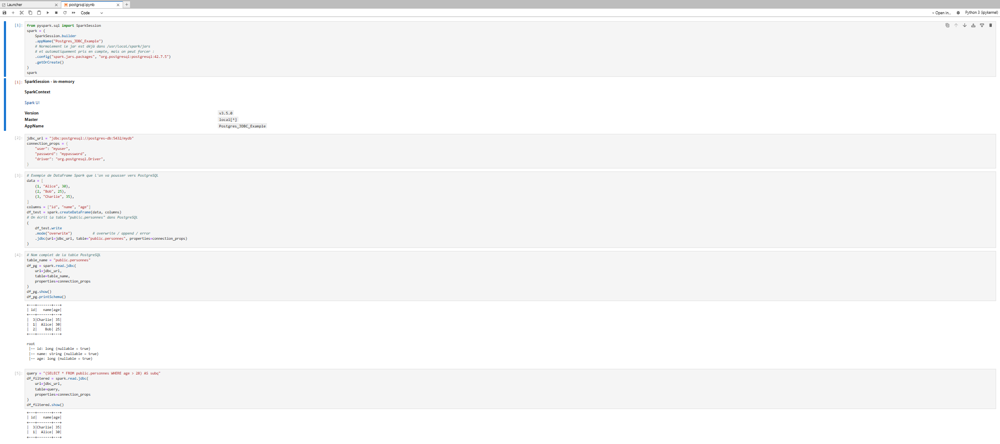 Launcher
postgrsql.ipynb
Code
Open in...
Python 3 (ipykernel)
[1]:
from pyspark.sql import SparkSession
spark = (
    SparkSession.builder
    .appName("Postgres_JDBC_Example")
    # Normalement le jar est déjà dans /usr/local/spark/jars
    # et automatiquement pris en compte, mais on peut forcer :
    .config("spark.jars.packages", "org.postgresql:postgresql:42.7.5")
    .getOrCreate()
)
spark
[1]:
SparkSession - in-memory
SparkContext
Spark UI
Version v3.5.0
Master local[*]
AppName Postgres_JDBC_Example
[2]:
jdbc_url = "jdbc:postgresql://postgres-db:5432/mydb"
connection_props = {
    "user": "myuser",
    "password": "mypassword",
    "driver": "org.postgresql.Driver",
}
[3]:
# Exemple de DataFrame Spark que l'on va pousser vers PostgreSQL
data = [
    (1, "Alice", 30),
    (2, "Bob", 25),
    (3, "Charlie", 35),
]
columns = ["id", "name", "age"]
df_test = spark.createDataFrame(data, columns)
# On écrit la table "public.personnes" dans PostgreSQL
(
    df_test.write
    .mode("overwrite")          # overwrite / append / error
    .jdbc(url=jdbc_url, table="public.personnes", properties=connection_props)
)
[4]:
# Nom complet de la table PostgreSQL
table_name = "public.personnes"
df_pg = spark.read.jdbc(
    url=jdbc_url,
    table=table_name,
    properties=connection_props
)
df_pg.show()
df_pg.printSchema()
+---+-------+---+
| id|   name|age|
+---+-------+---+
|  3|Charlie| 35|
|  1|  Alice| 30|
|  2|    Bob| 25|
+---+-------+---+
root
 |-- id: long (nullable = true)
 |-- name: string (nullable = true)
 |-- age: long (nullable = true)
[5]:
query = "(SELECT * FROM public.personnes WHERE age > 28) AS subq"
df_filtered = spark.read.jdbc(
    url=jdbc_url,
    table=query,
    properties=connection_props
)
df_filtered.show()
+---+-------+---+
| id|   name|age|
+---+-------+---+
|  3|Charlie| 35|
|  1|  Alice| 30|
+---+-------+---+